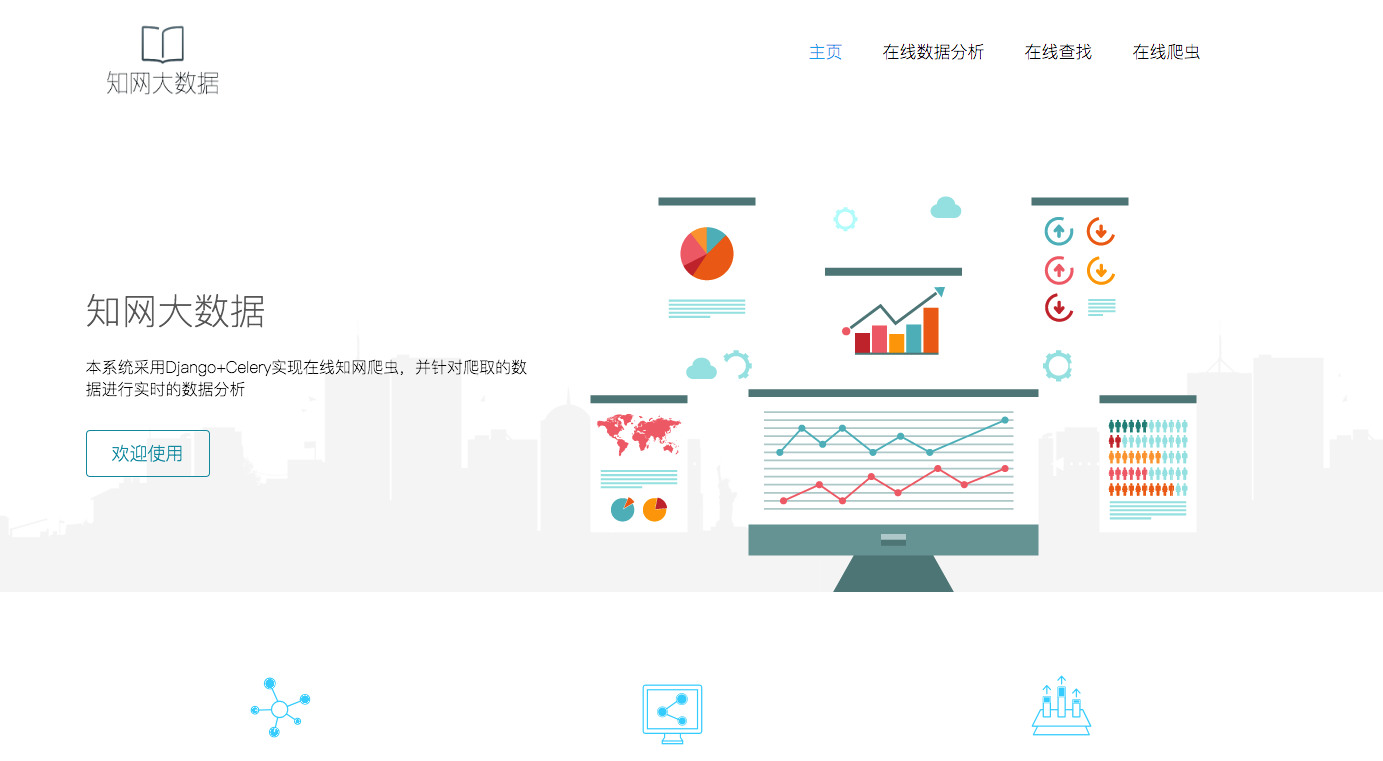 知网大数据
主页
在线数据分析
在线查找
在线爬虫
知网大数据
本系统采用Django+Celery实现在线知网爬虫，并针对爬取的数
据进行实时的数据分析
欢迎使用